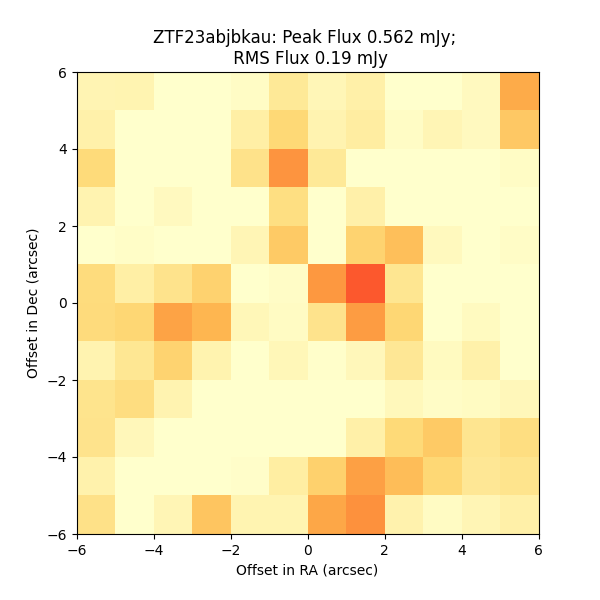 ZTF23abjbkau: Peak Flux 0.562 mJy;
RMS Flux 0.19 mJy
6
4
2
0
−2
−4
−6
Offset in Dec (arcsec)
−6 −4 −2 0 2 4 6
Offset in RA (arcsec)